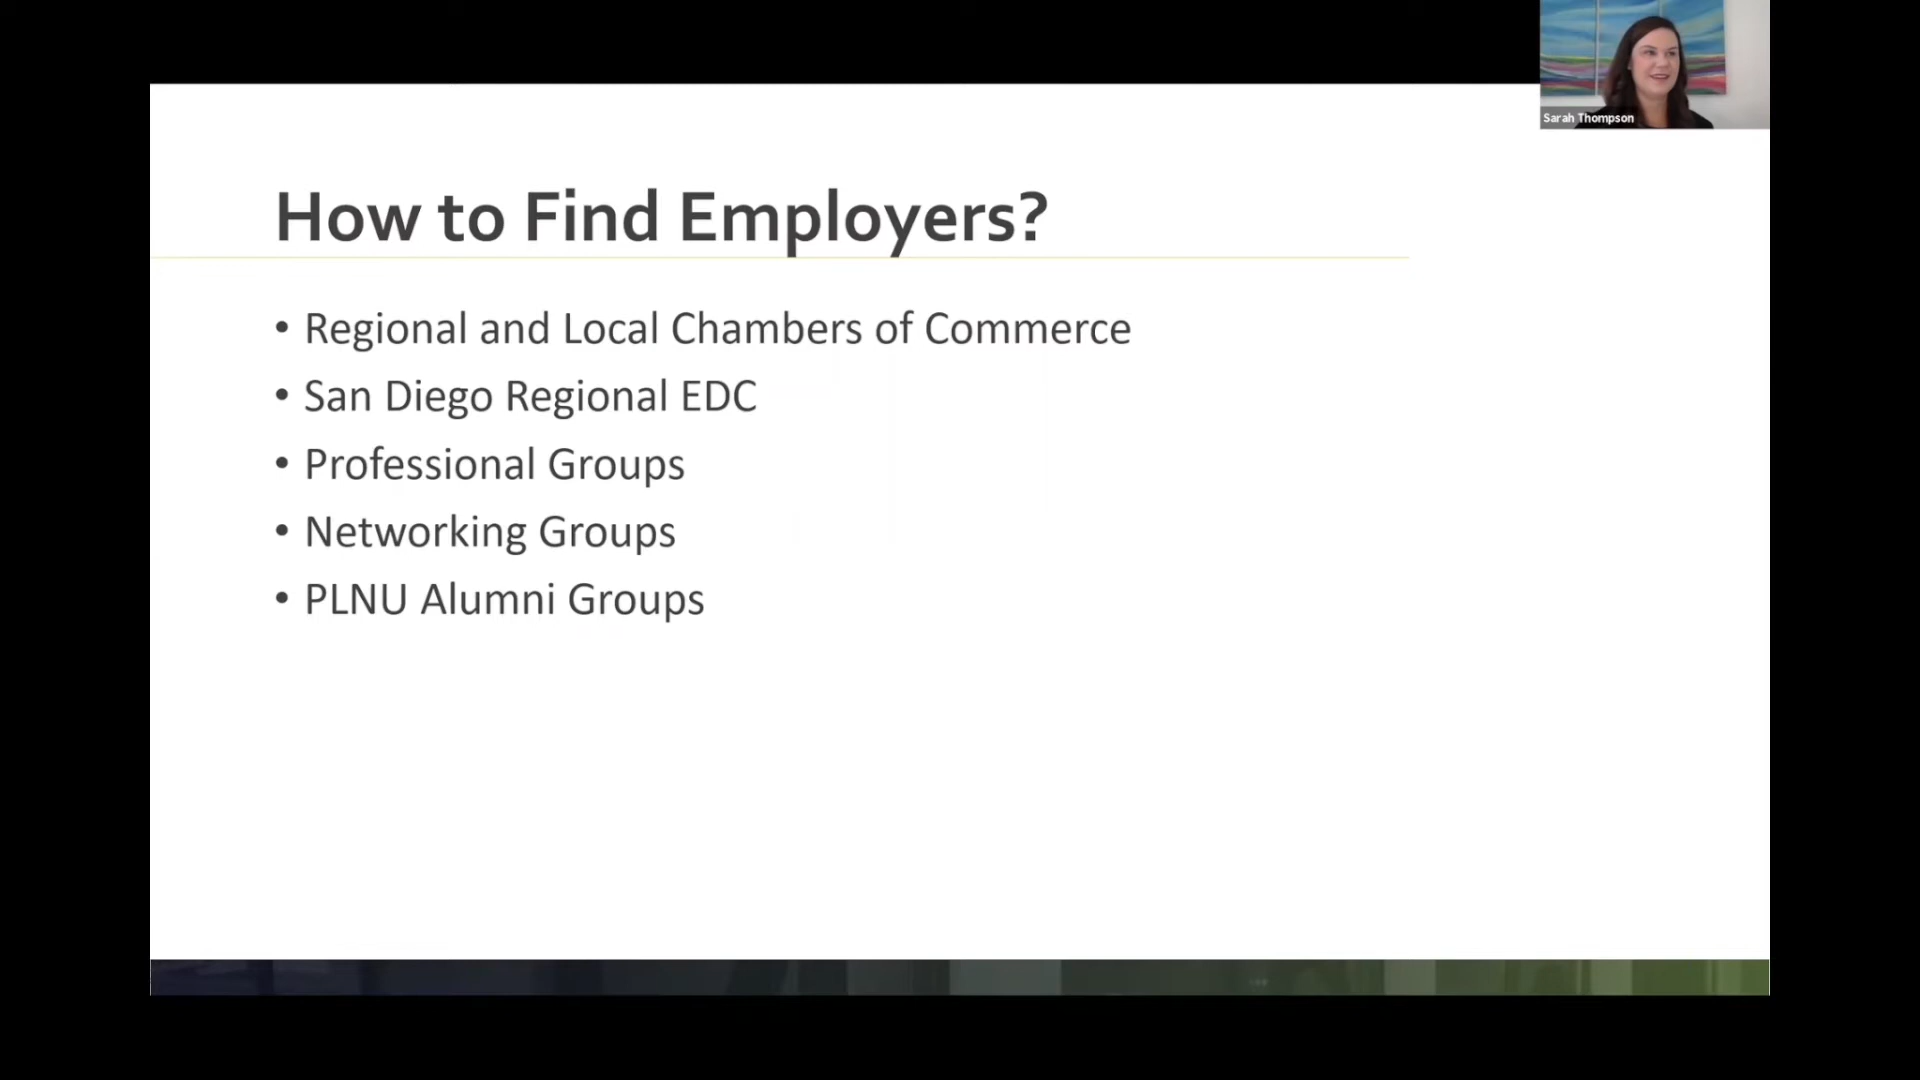 Sarah Thompson
How to Find Employers?
• Regional and Local Chambers of Commerce
• San Diego Regional EDC
• Professional Groups
• Networking Groups
• PLNU Alumni Groups